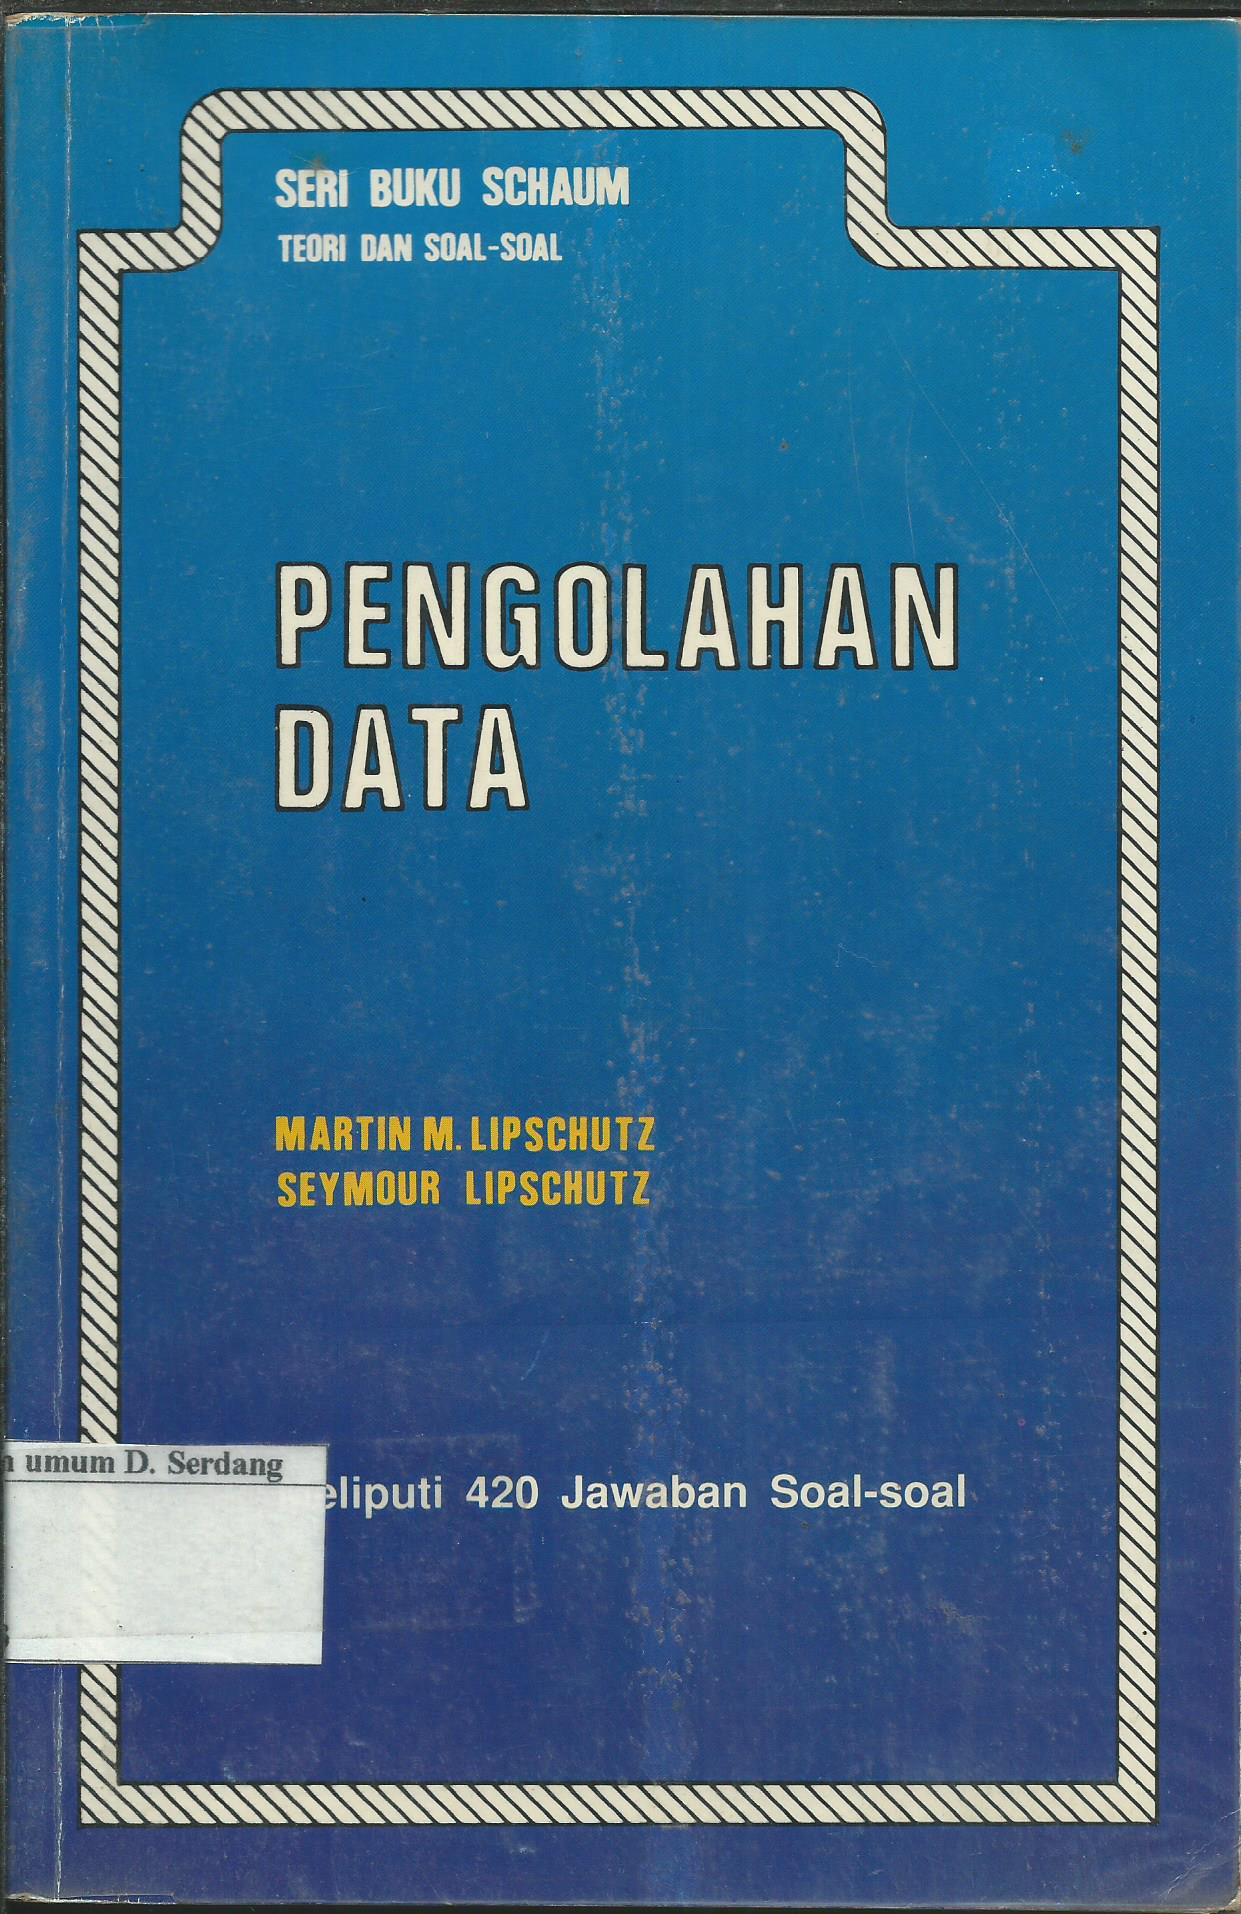 SERI BUKU SCHAUM
TEORI DAN SOAL-SOAL
PENGOLAHAN
DATA
MARTIN M. LIPSCHUTZ
SEYMOUR LIPSCHUTZ
umum D. Serdang
eliputi 420 Jawaban Soal-soal